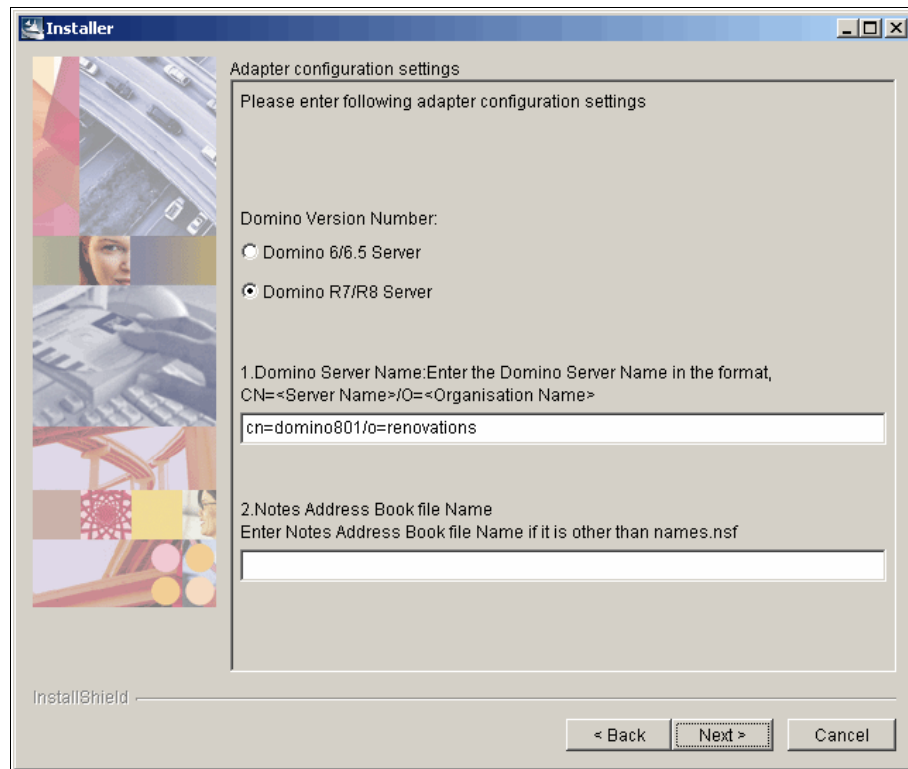 Installer
Adapter configuration settings
Please enter following adapter configuration settings
Domino Version Number:
Domino 6/6.5 Server
Domino R7/R8 Server
1.Domino Server Name:Enter the Domino Server Name in the format,
CN=<Server Name>/O=<Organisation Name>
cn=domino801/o=renovations
2.Notes Address Book file Name
Enter Notes Address Book file Name if it is other than names.nsf
InstallShield
< Back Next > Cancel